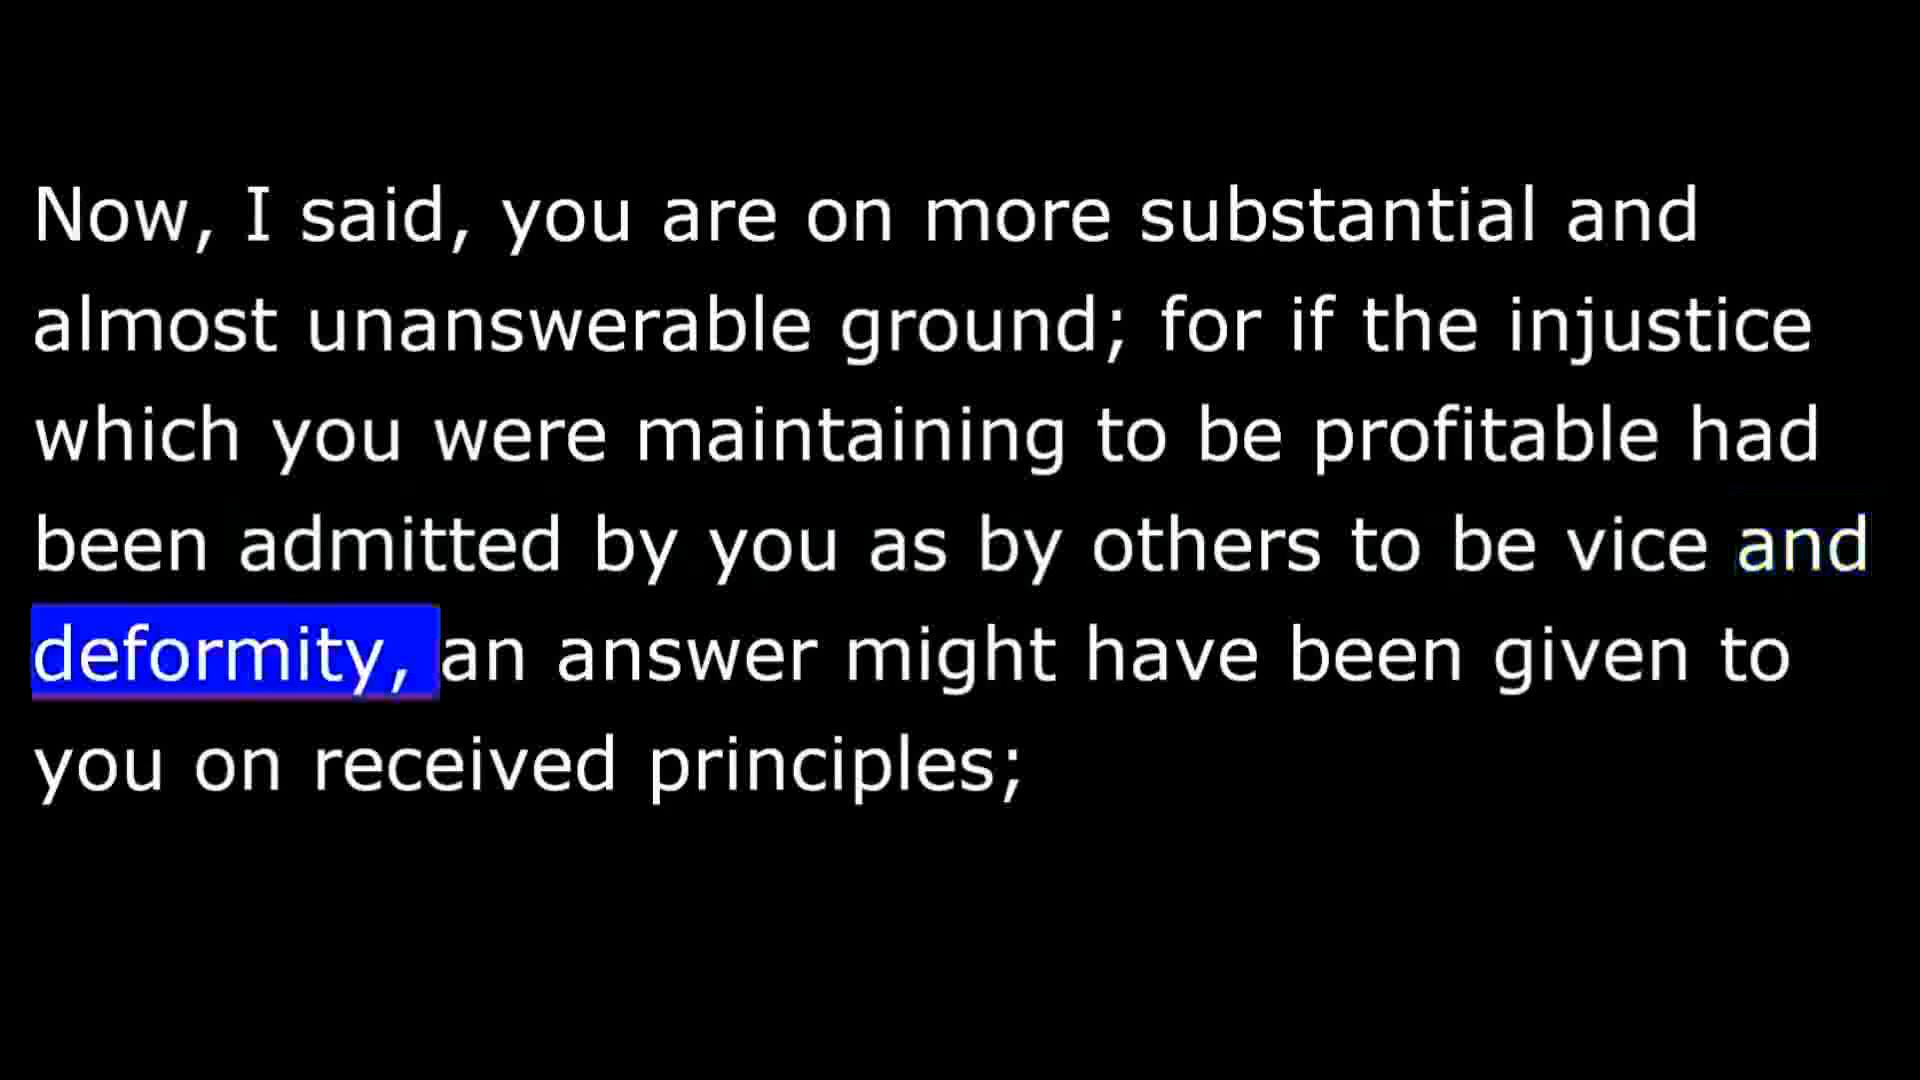 Now, I said, you are on more substantial and
almost unanswerable ground; for if the injustice
which you were maintaining to be profitable had
been admitted by you as by others to be vice and
deformity, an answer might have been given to
you on received principles;